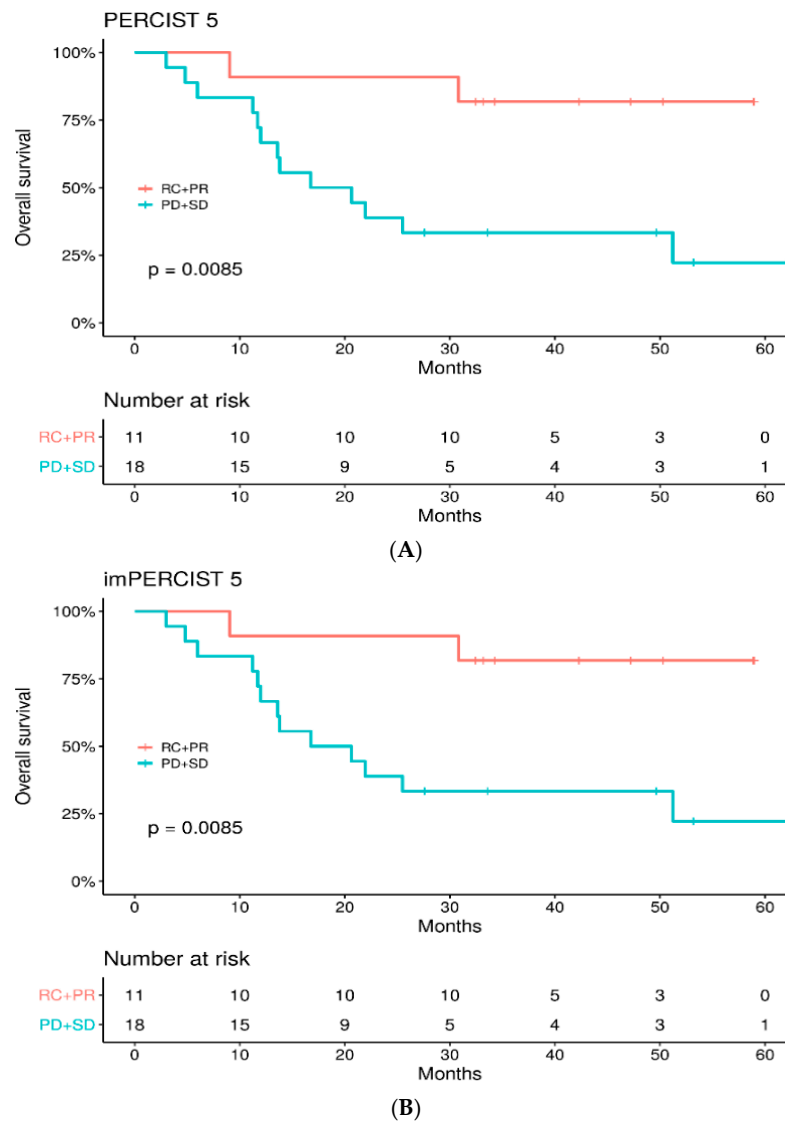 PERCIST 5
100%
75%
50%
25%
0%
Overall survival
RC+PR
PD+SD
p = 0.0085
0 10 20 30 40 50 60
Months
Number at risk
RC+PR 11 10 10 10 5 3 0
PD+SD 18 15 9 5 4 3 1
0 10 20 30 40 50 60
Months
(A)
imPERCIST 5
100%
75%
50%
25%
0%
Overall survival
RC+PR
PD+SD
p = 0.0085
0 10 20 30 40 50 60
Months
Number at risk
RC+PR 11 10 10 10 5 3 0
PD+SD 18 15 9 5 4 3 1
0 10 20 30 40 50 60
Months
(B)